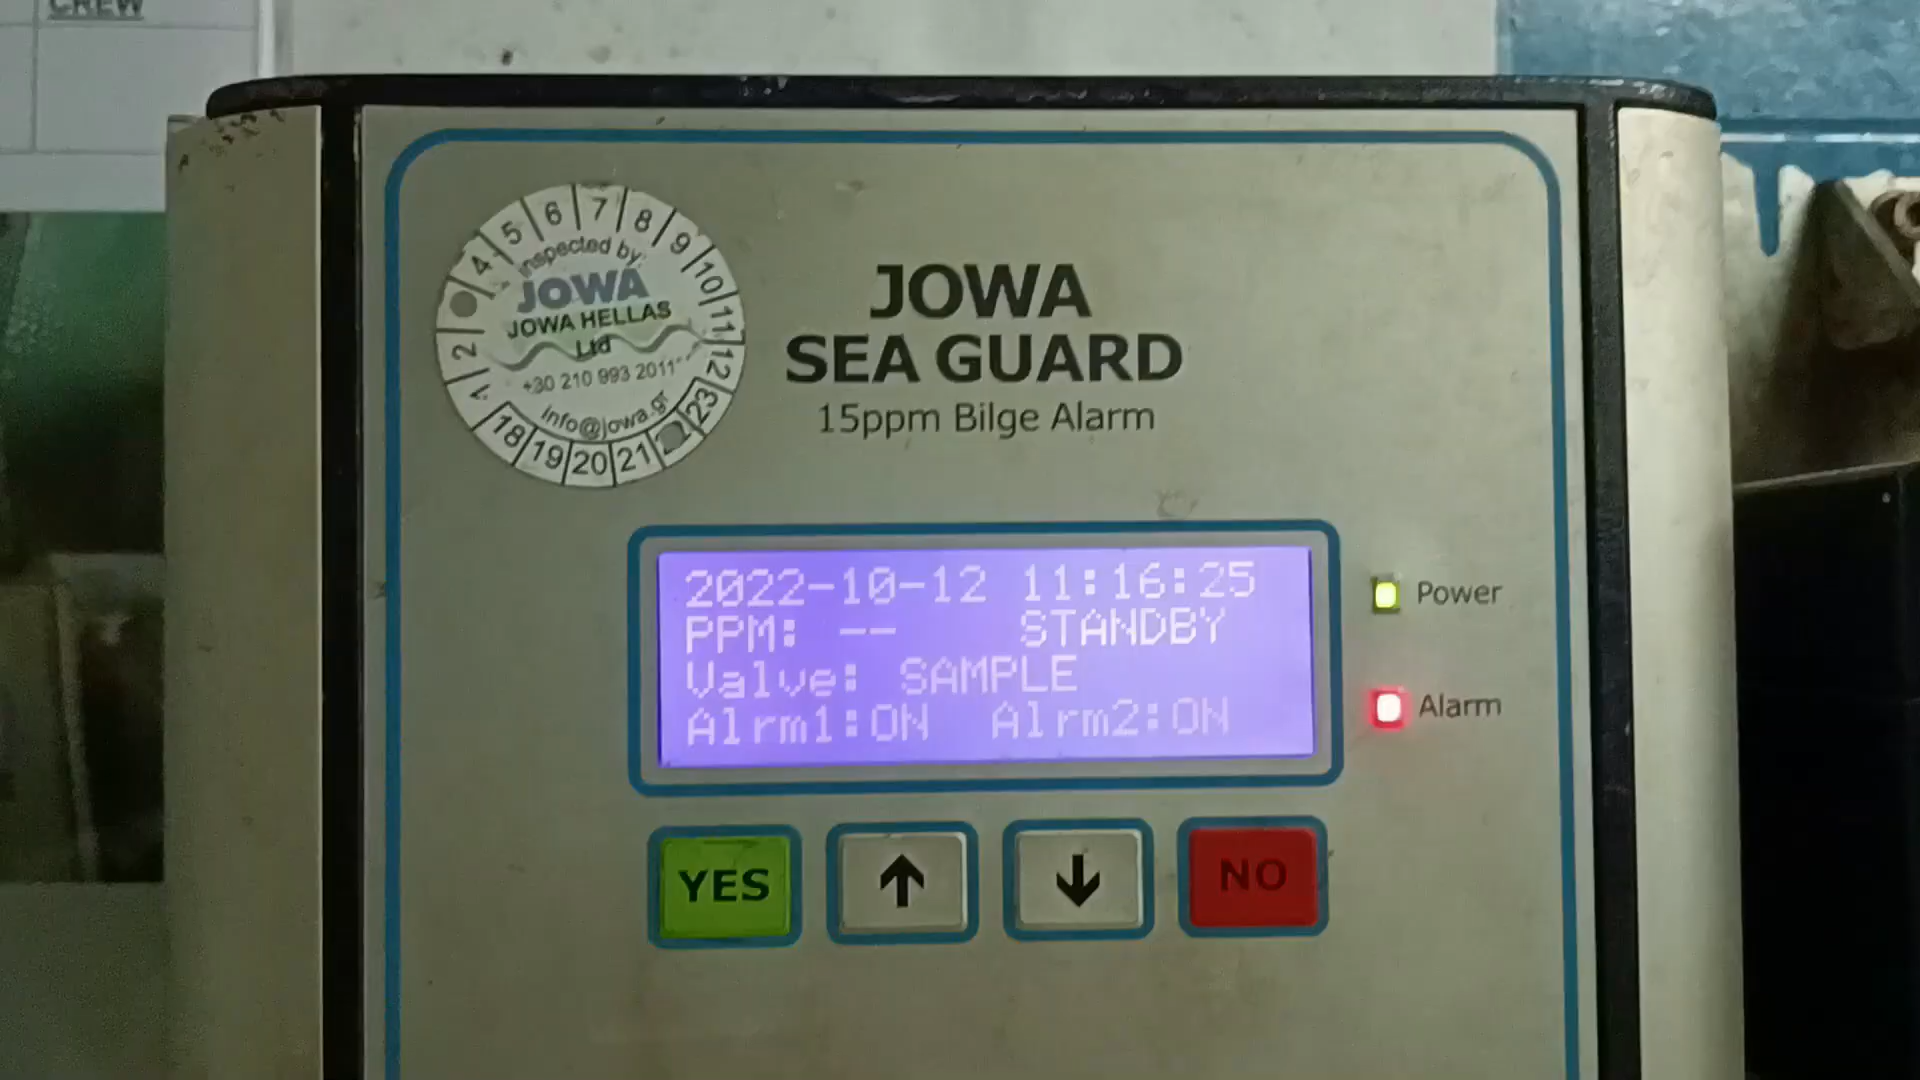 CREW
1 2 4 5 6 7 8 9 10 11 12
Inspected by:
JOWA
JOWA HELLAS
Ltd
+30 210 993 2011
info@jowa.gr
18 19 20 21 23
JOWA
SEA GUARD
15ppm Bilge Alarm
2022-10-12 11:16:25
PPM: -- STANDBY
Valve: SAMPLE
Alrm1:ON Alrm2:ON
Power
Alarm
YES ↑ ↓ NO